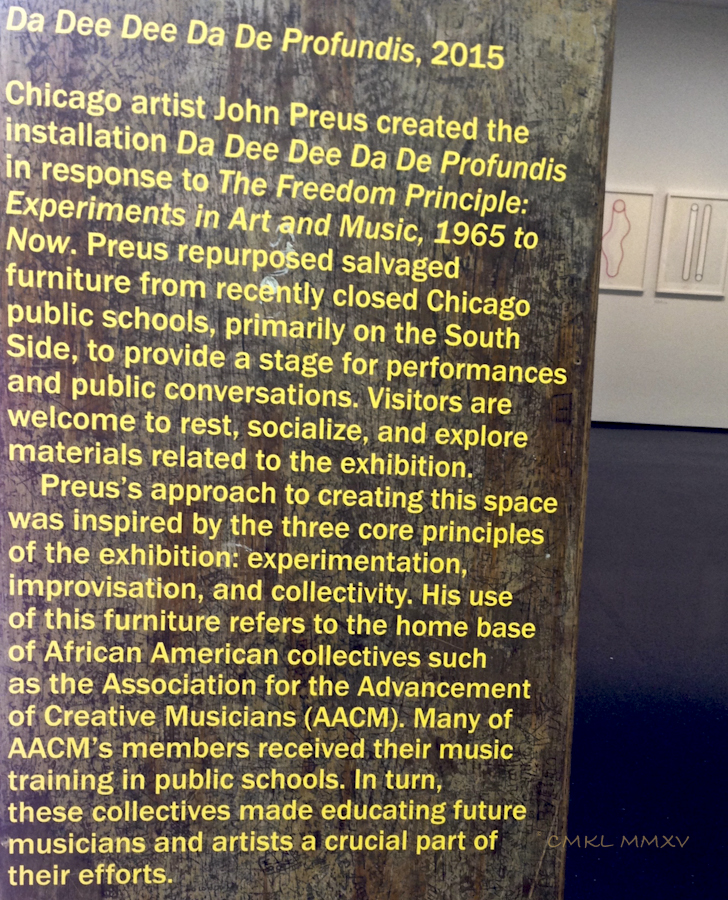 Da Dee Dee Da De Profundis, 2015
Chicago artist John Preus created the
installation Da Dee Dee Da De Profundis
in response to The Freedom Principle:
Experiments in Art and Music, 1965 to
Now. Preus repurposed salvaged
furniture from recently closed Chicago
public schools, primarily on the South
Side, to provide a stage for performances
and public conversations. Visitors are
welcome to rest, socialize, and explore
materials related to the exhibition.
Preus's approach to creating this space
was inspired by the three core principles
of the exhibition: experimentation,
improvisation, and collectivity. His use
of this furniture refers to the home base
of African American collectives such
as the Association for the Advancement
of Creative Musicians (AACM). Many of
AACM's members received their music
training in public schools. In turn,
these collectives made educating future
musicians and artists a crucial part of
their efforts.
CMKL MMXV